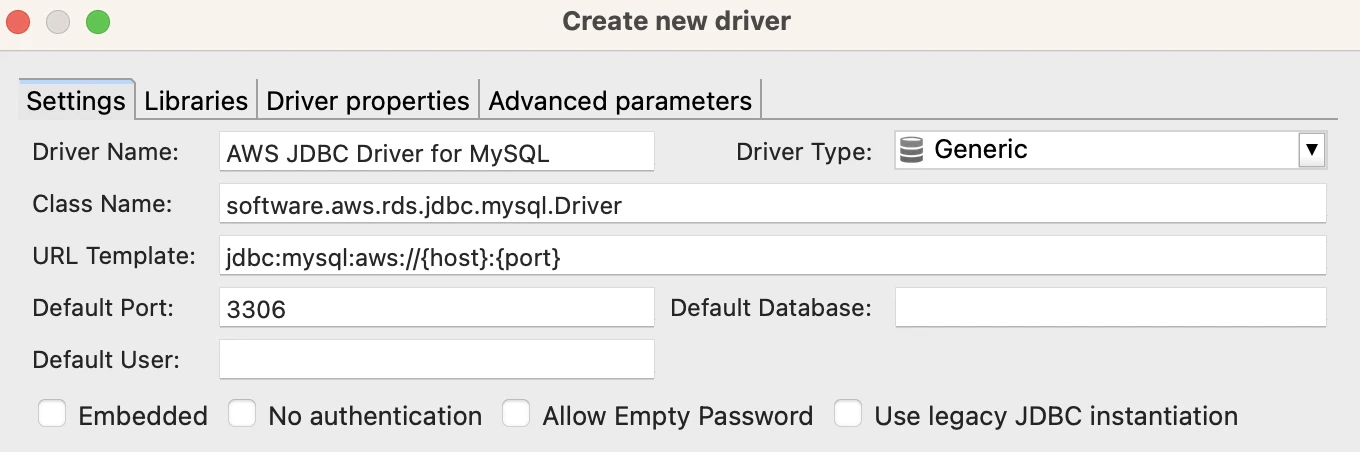 Create new driver
Settings Libraries Driver properties Advanced parameters
Driver Name: AWS JDBC Driver for MySQL Driver Type: Generic
Class Name: software.aws.rds.jdbc.mysql.Driver
URL Template: jdbc:mysql:aws://{host}:{port}
Default Port: 3306 Default Database:
Default User:
Embedded No authentication Allow Empty Password Use legacy JDBC instantiation